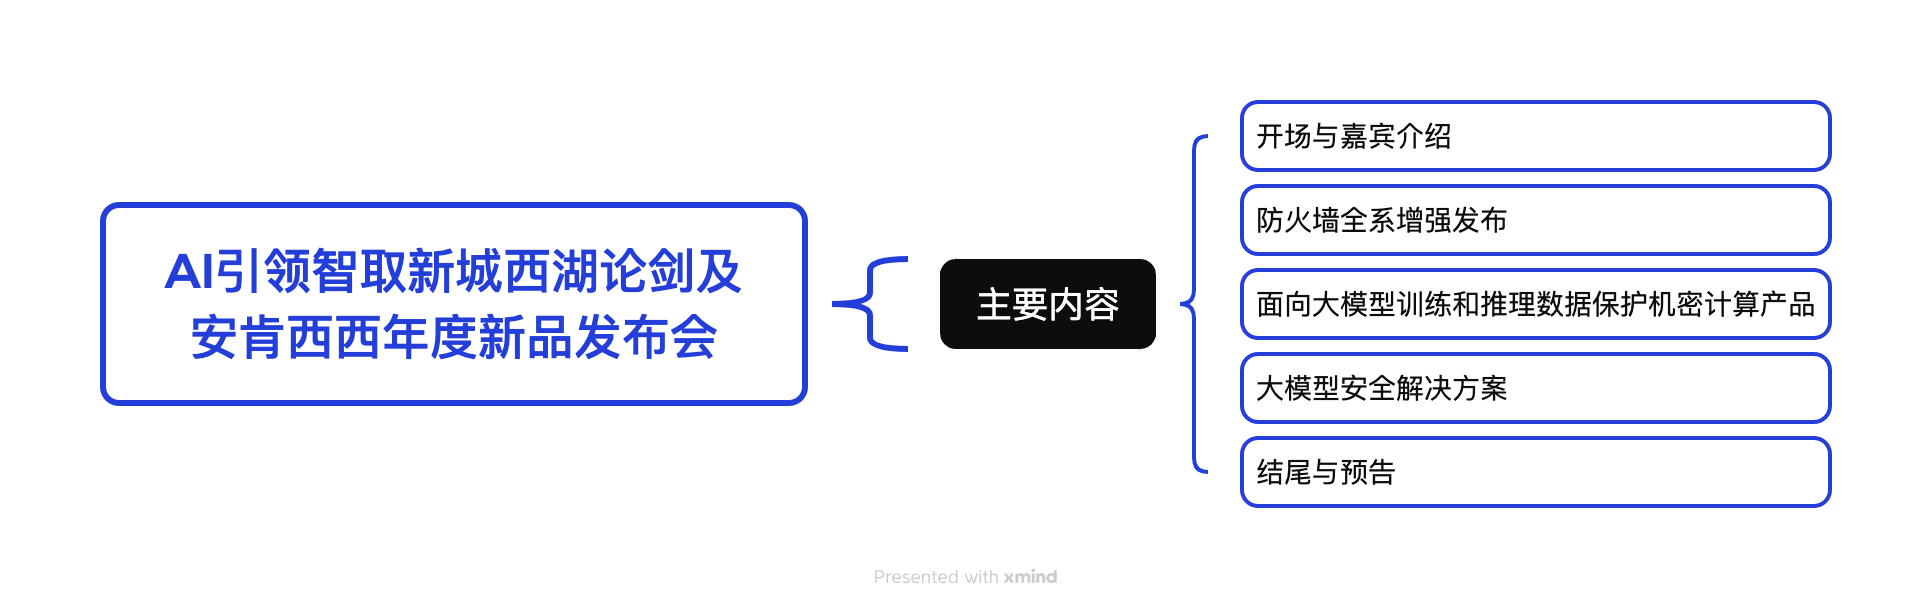 AI引领智取新城西湖论剑及
安肯西西年度新品发布会
主要内容
开场与嘉宾介绍
防火墙全系增强发布
面向大模型训练和推理数据保护机密计算产品
大模型安全解决方案
结尾与预告
Presented with xmind